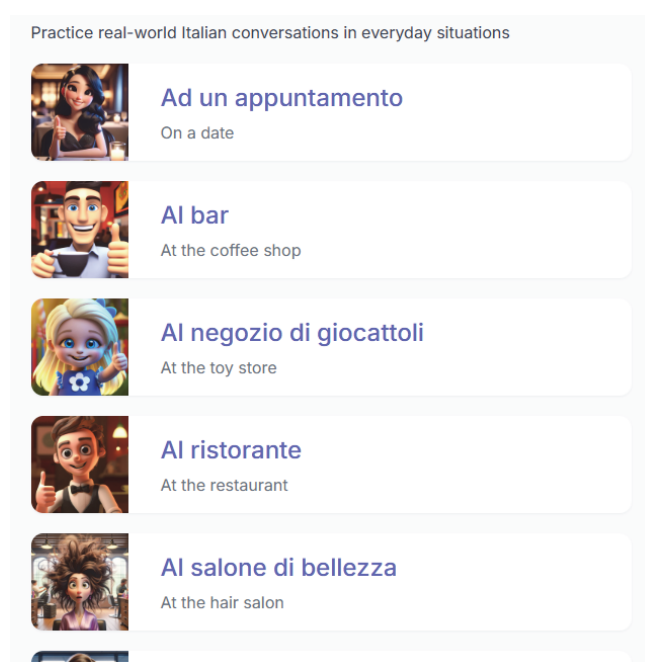 Practice real-world Italian conversations in everyday situations
Ad un appuntamento
On a date
Al bar
At the coffee shop
Al negozio di giocattoli
At the toy store
Al ristorante
At the restaurant
Al salone di bellezza
At the hair salon